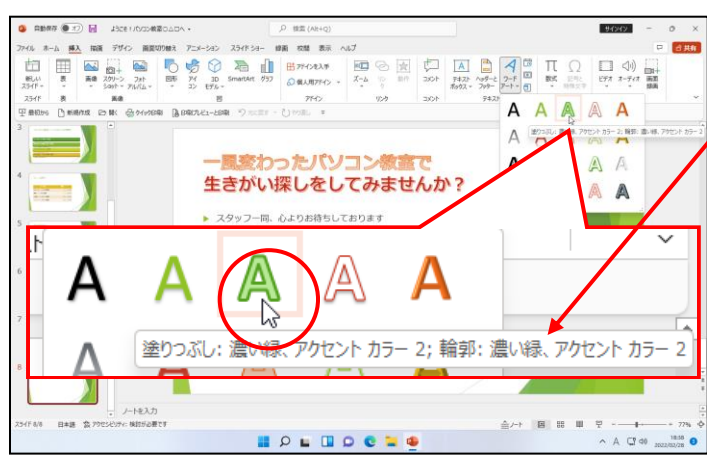 自動保存 オフ ようこそ!パソコン教室○△□へ 検索 (Alt+Q) サインイン
ファイル ホーム 挿入 描画 デザイン 画面切り替え アニメーション スライド ショー 録画 校閲 表示 ヘルプ 共有
新しい スライド 表 画像 スクリーン ショット フォト アルバム 図形 アイコン 3D モデル SmartArt グラフ アドインを入手 個人用アドイン ズーム リンク 動作 コメント テキスト ボックス ヘッダーと フッター ワード アート 数式 記号と 特殊文字 ビデオ オーディオ 画面 録画
スライド 表 画像 図 アドイン リンク コメント テキスト
最初から 新規作成 開く クイック印刷 印刷プレビューと印刷 元に戻す
A A A A A
塗りつぶし: 濃い緑、アクセント カラー 2; 輪郭: 濃い緑、アクセント カラー 2
3
4
5
6
7
8
一風変わったパソコン教室で
生きがい探しをしてみませんか?
スタッフ一同、心よりお待ちしております
A A A A A
塗りつぶし: 濃い緑、アクセント カラー 2; 輪郭: 濃い緑、アクセント カラー 2
ノートを入力
スライド 8/8 日本語 アクセシビリティ: 検討が必要です ノート 77%
A 18:38
2022/02/28